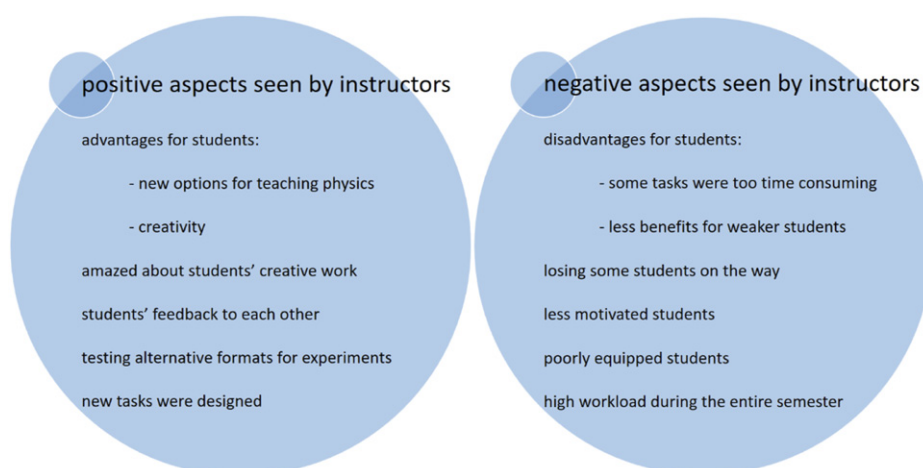 positive aspects seen by instructors
advantages for students:
- new options for teaching physics
- creativity
amazed about students’ creative work
students’ feedback to each other
testing alternative formats for experiments
new tasks were designed
negative aspects seen by instructors
disadvantages for students:
- some tasks were too time consuming
- less benefits for weaker students
losing some students on the way
less motivated students
poorly equipped students
high workload during the entire semester